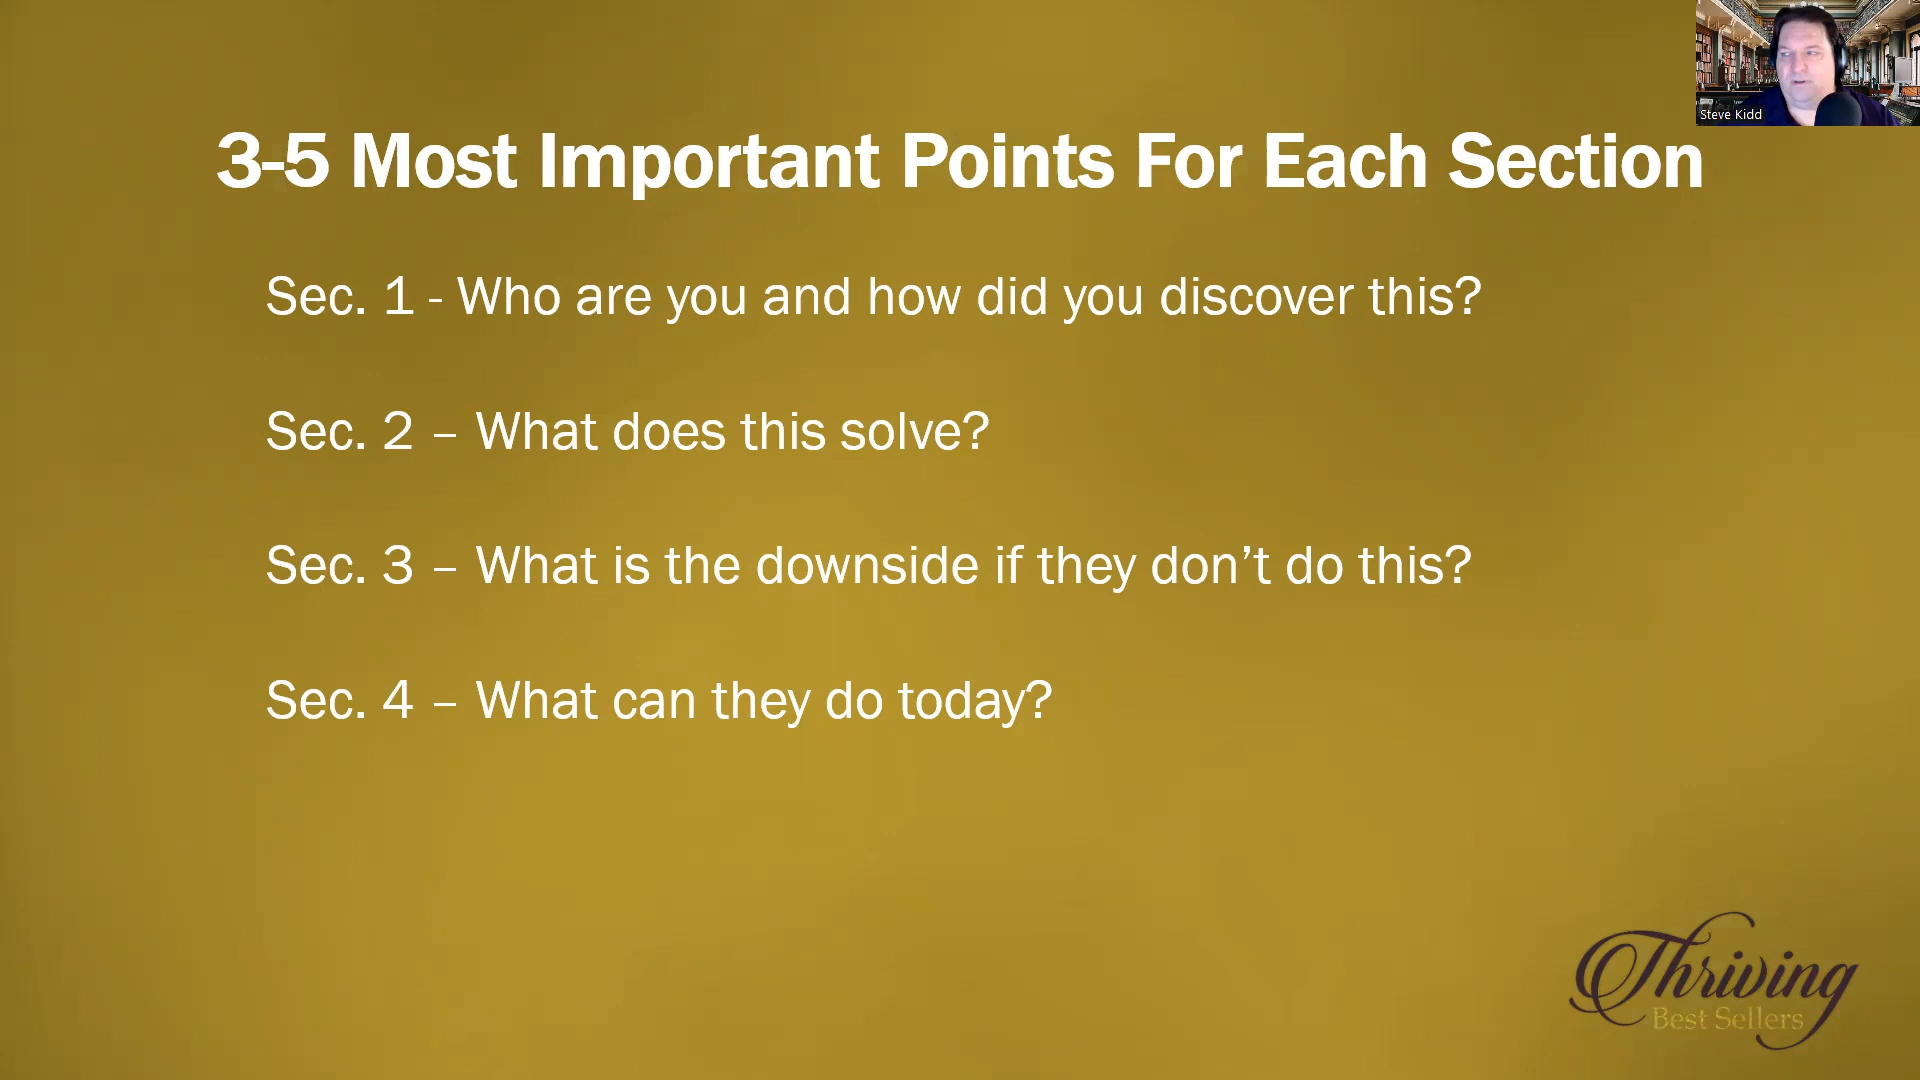 Steve Kidd
3-5 Most Important Points For Each Section
Sec. 1 - Who are you and how did you discover this?
Sec. 2 – What does this solve?
Sec. 3 – What is the downside if they don’t do this?
Sec. 4 – What can they do today?
Thriving
Best Sellers